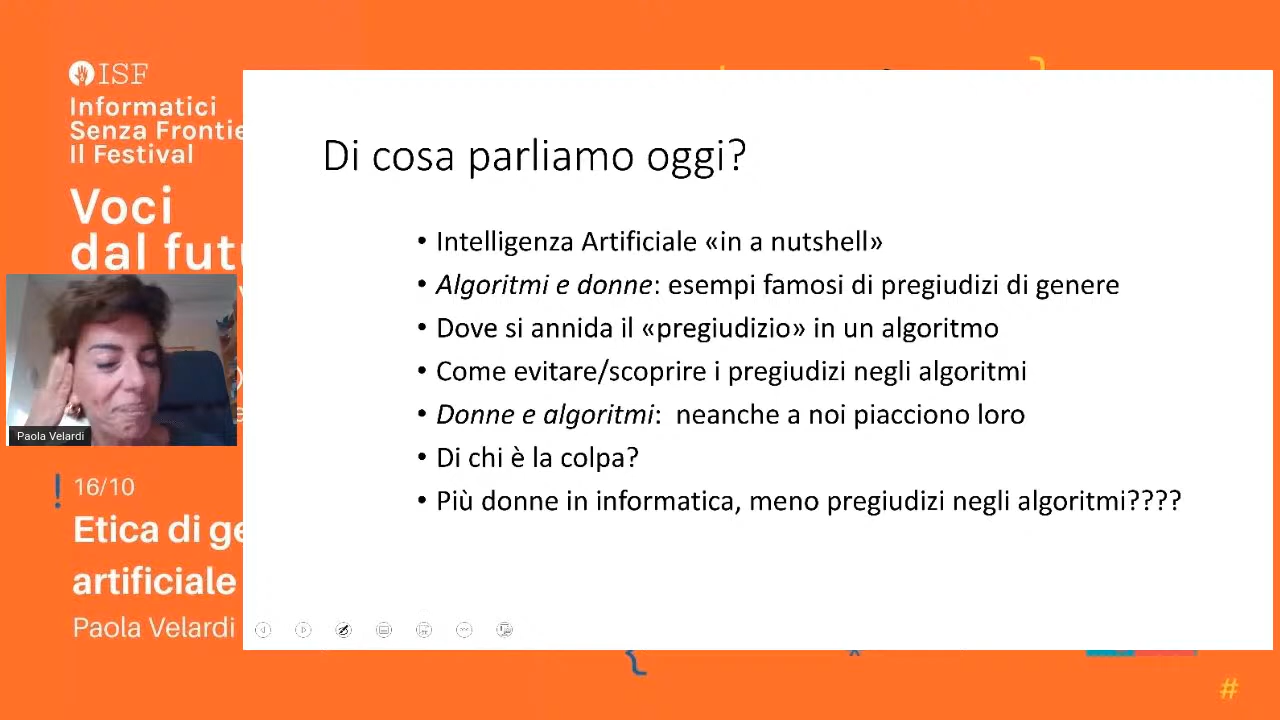 ISF
Informatici
Senza Frontie
Il Festival
Voci
dal futu
Paola Velardi
16/10
Etica di ge
artificiale
Paola Velardi
Di cosa parliamo oggi?
• Intelligenza Artificiale «in a nutshell»
• Algoritmi e donne: esempi famosi di pregiudizi di genere
• Dove si annida il «pregiudizio» in un algoritmo
• Come evitare/scoprire i pregiudizi negli algoritmi
• Donne e algoritmi: neanche a noi piacciono loro
• Di chi è la colpa?
• Più donne in informatica, meno pregiudizi negli algoritmi????
#